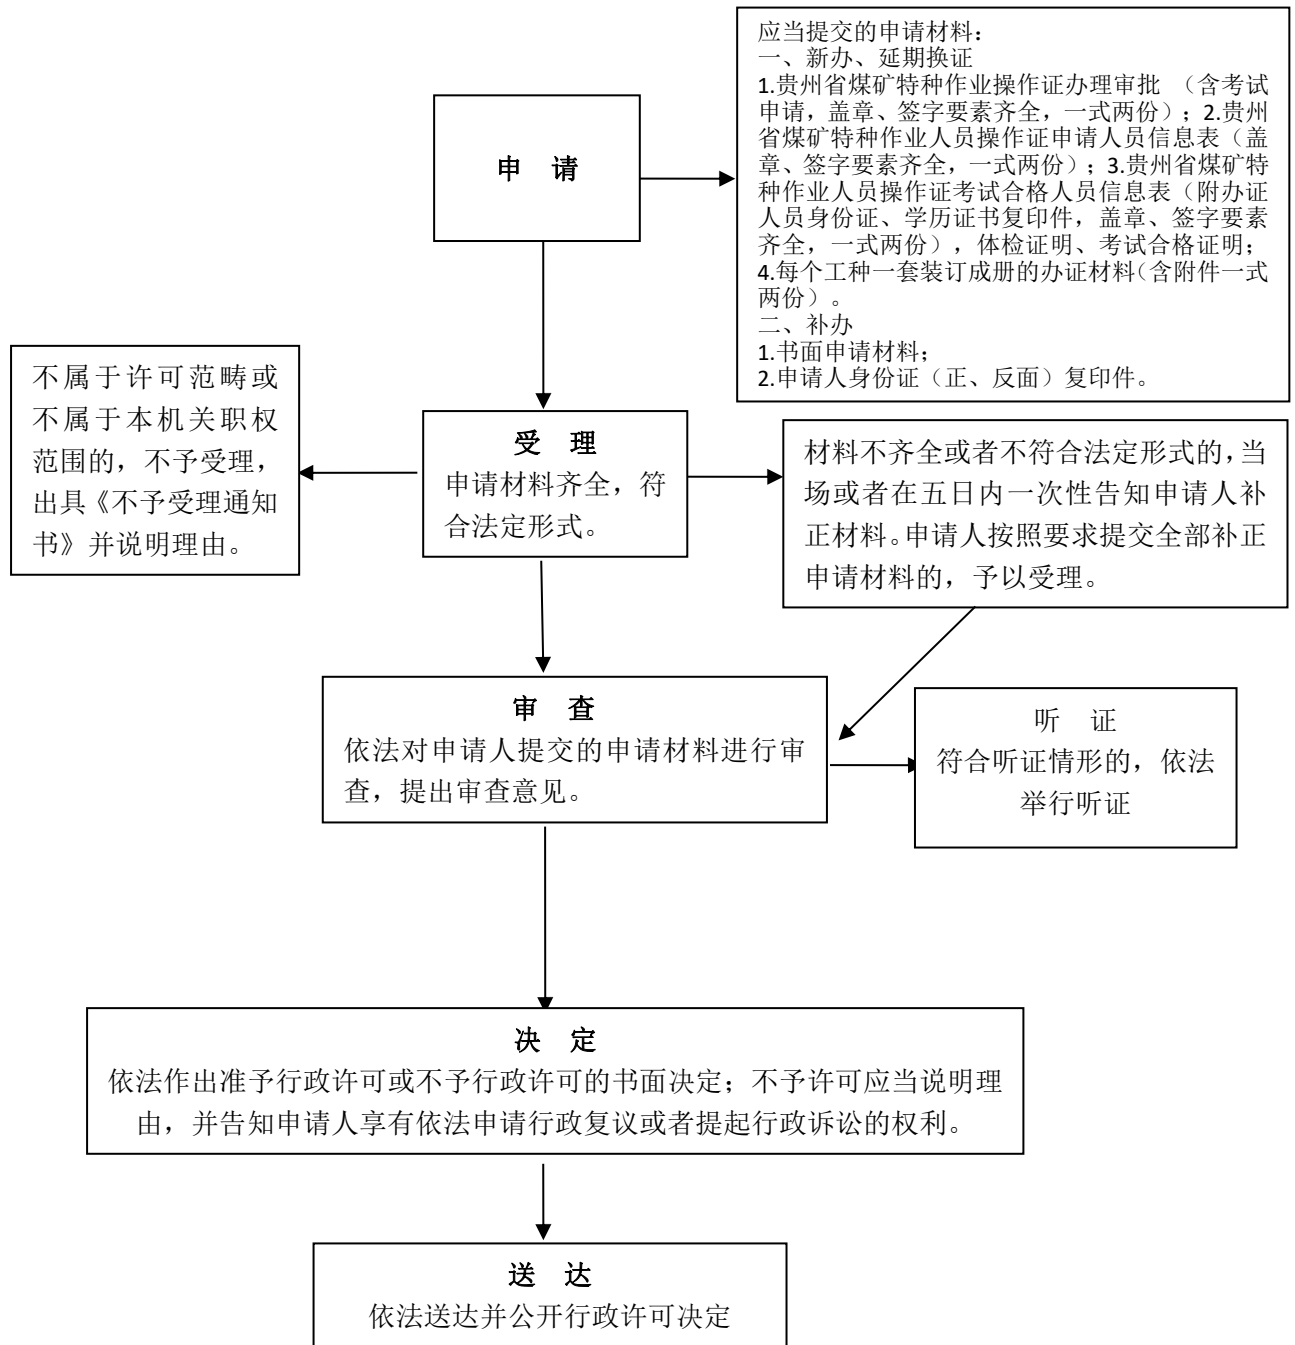 申 请
应当提交的申请材料：
一、新办、延期换证
1.贵州省煤矿特种作业操作证办理审批 （含考试
申请，盖章、签字要素齐全，一式两份）；2.贵州
省煤矿特种作业人员操作证申请人员信息表（盖
章、签字要素齐全，一式两份）；3.贵州省煤矿特
种作业人员操作证考试合格人员信息表（附办证
人员身份证、学历证书复印件，盖章、签字要素
齐全，一式两份），体检证明、考试合格证明；
4.每个工种一套装订成册的办证材料（含附件一式
两份）。
二、补办
1.书面申请材料；
2.申请人身份证（正、反面）复印件。
不属于许可范畴或
不属于本机关职权
范围的，不予受理，
出具《不予受理通知
书》并说明理由。
受 理
申请材料齐全，符
合法定形式。
材料不齐全或者不符合法定形式的，当
场或者在五日内一次性告知申请人补
正材料。申请人按照要求提交全部补正
申请材料的，予以受理。
审 查
依法对申请人提交的申请材料进行审
查，提出审查意见。
听 证
符合听证情形的，依法
举行听证
决 定
依法作出准予行政许可或不予行政许可的书面决定；不予许可应当说明理
由，并告知申请人享有依法申请行政复议或者提起行政诉讼的权利。
送 达
依法送达并公开行政许可决定